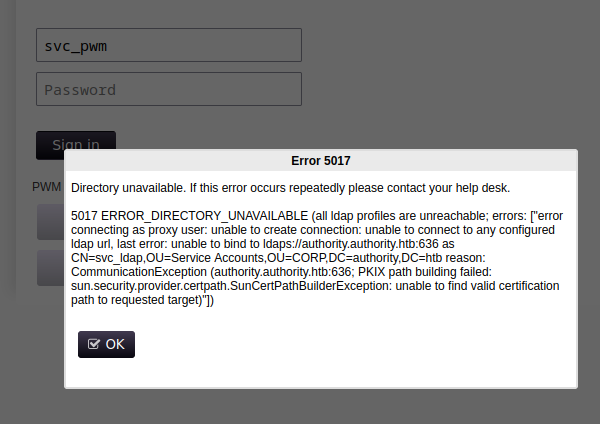 svc_pwm
Password
Sign in
PWM
Error 5017
Directory unavailable. If this error occurs repeatedly please contact your help desk.
5017 ERROR_DIRECTORY_UNAVAILABLE (all ldap profiles are unreachable; errors: ["error
connecting as proxy user: unable to create connection: unable to connect to any configured
ldap url, last error: unable to bind to ldaps://authority.authority.htb:636 as
CN=svc_ldap,OU=Service Accounts,OU=CORP,DC=authority,DC=htb reason:
CommunicationException (authority.authority.htb:636; PKIX path building failed:
sun.security.provider.certpath.SunCertPathBuilderException: unable to find valid certification
path to requested target)"])
OK